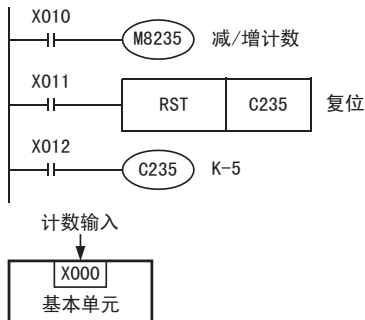 X010
M8235 减/增计数
X011
RST C235 复位
X012
C235 K-5
计数输入
X000
基本单元